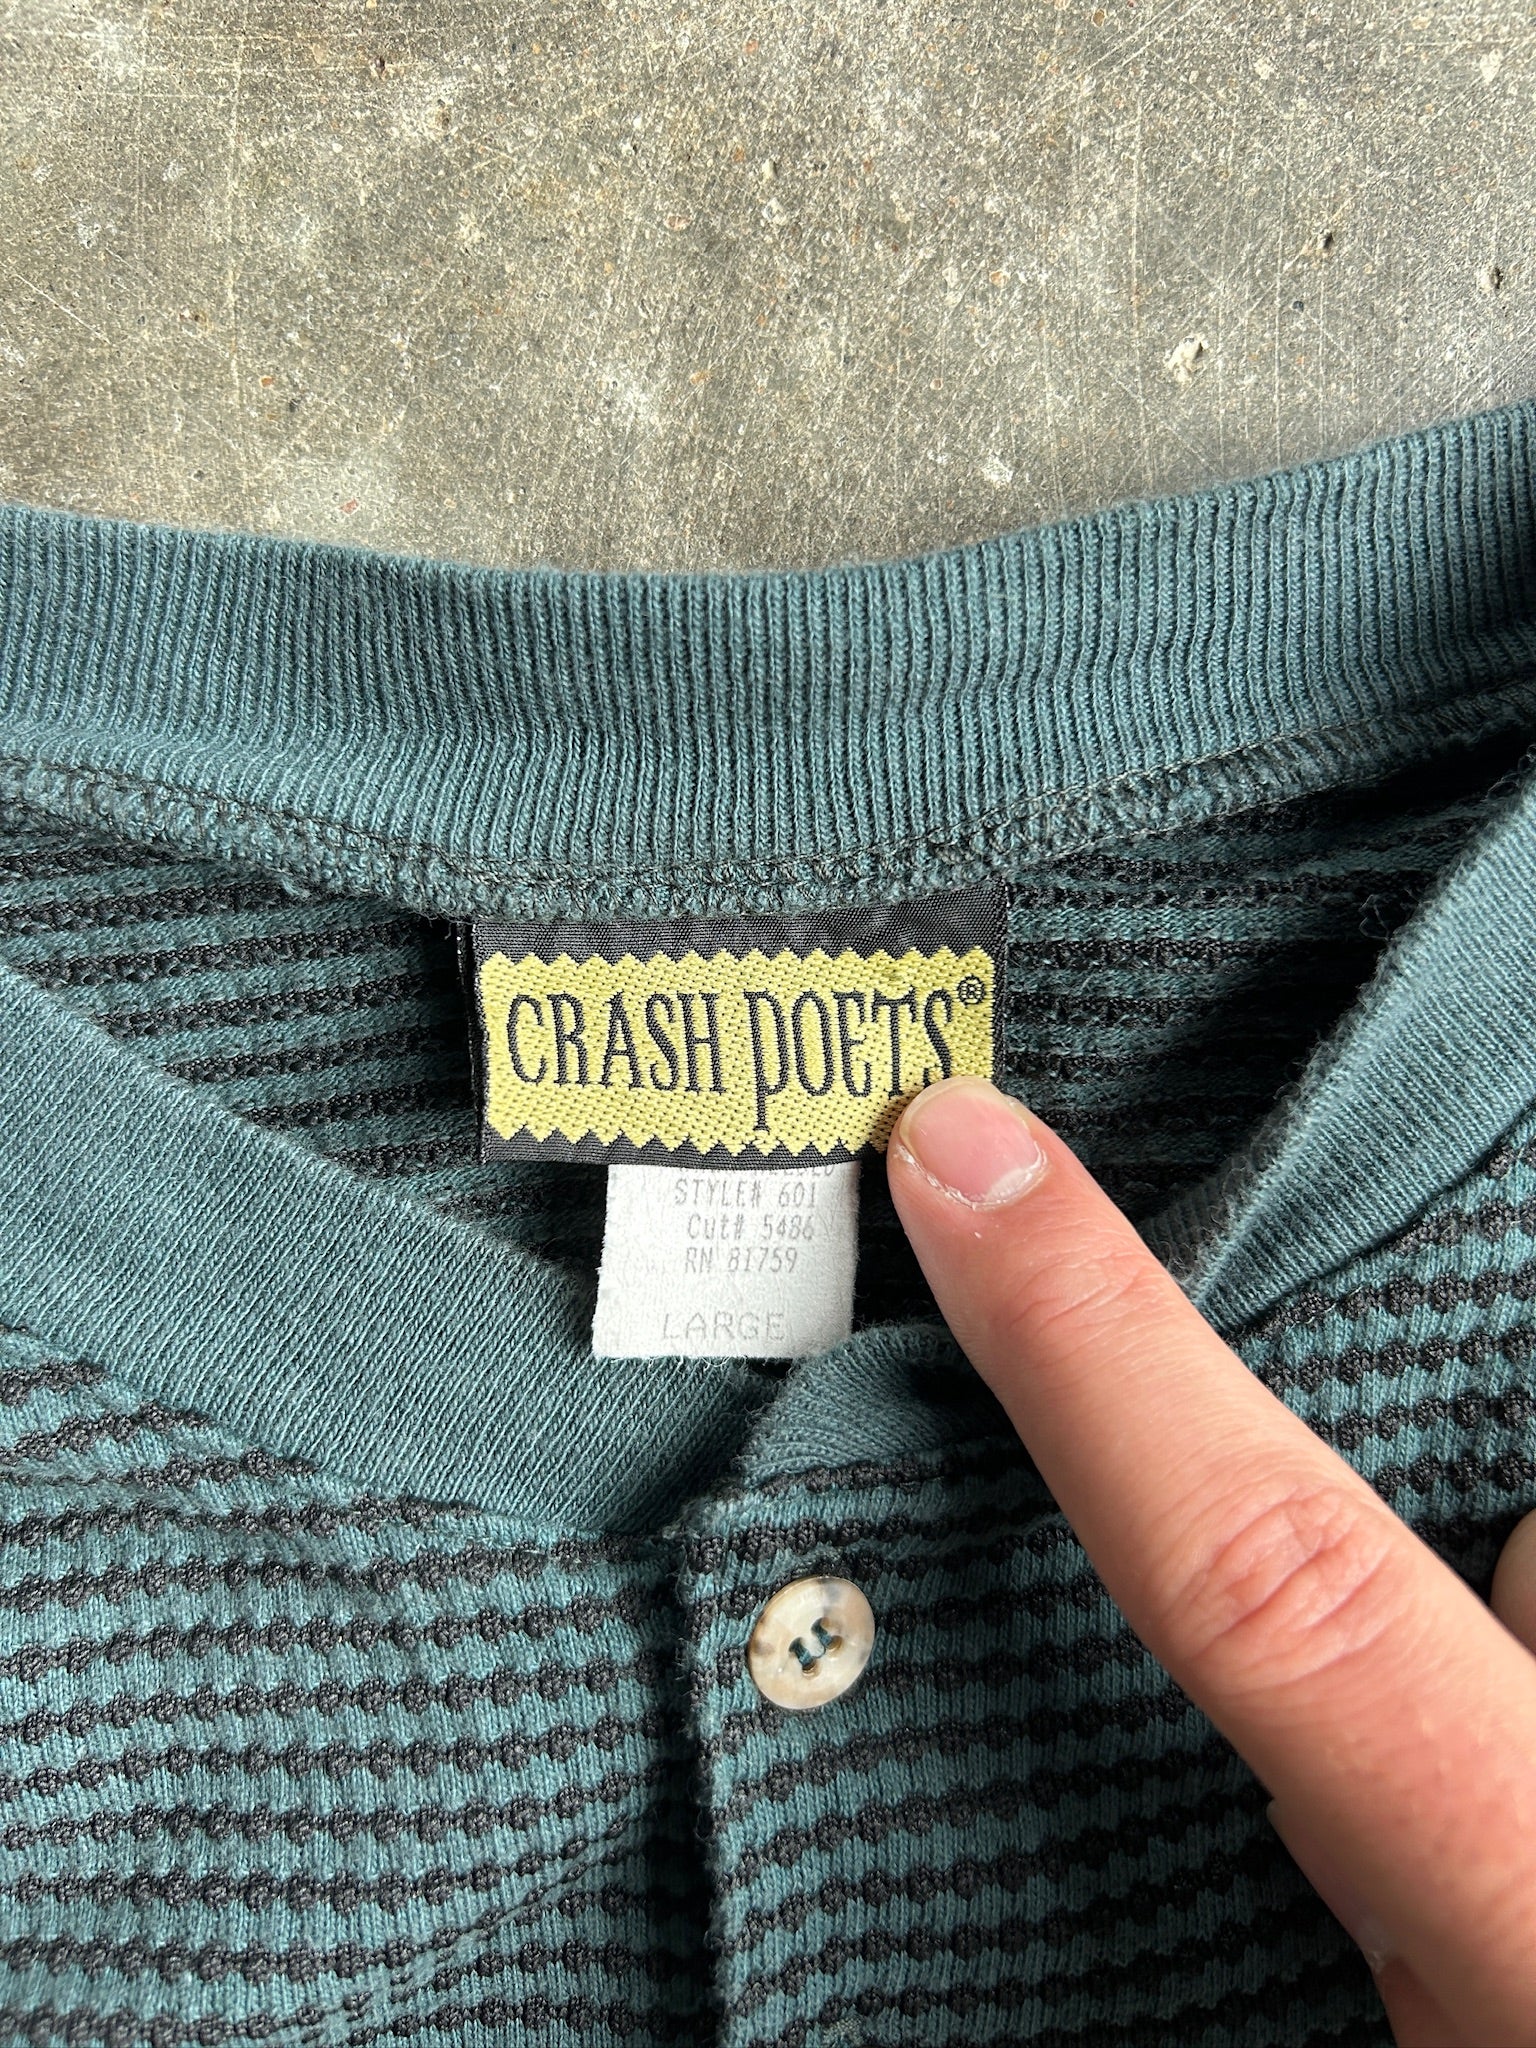 CRASH POETS®
STYLE# 601
Cut# 5486
RN 81759
LARGE